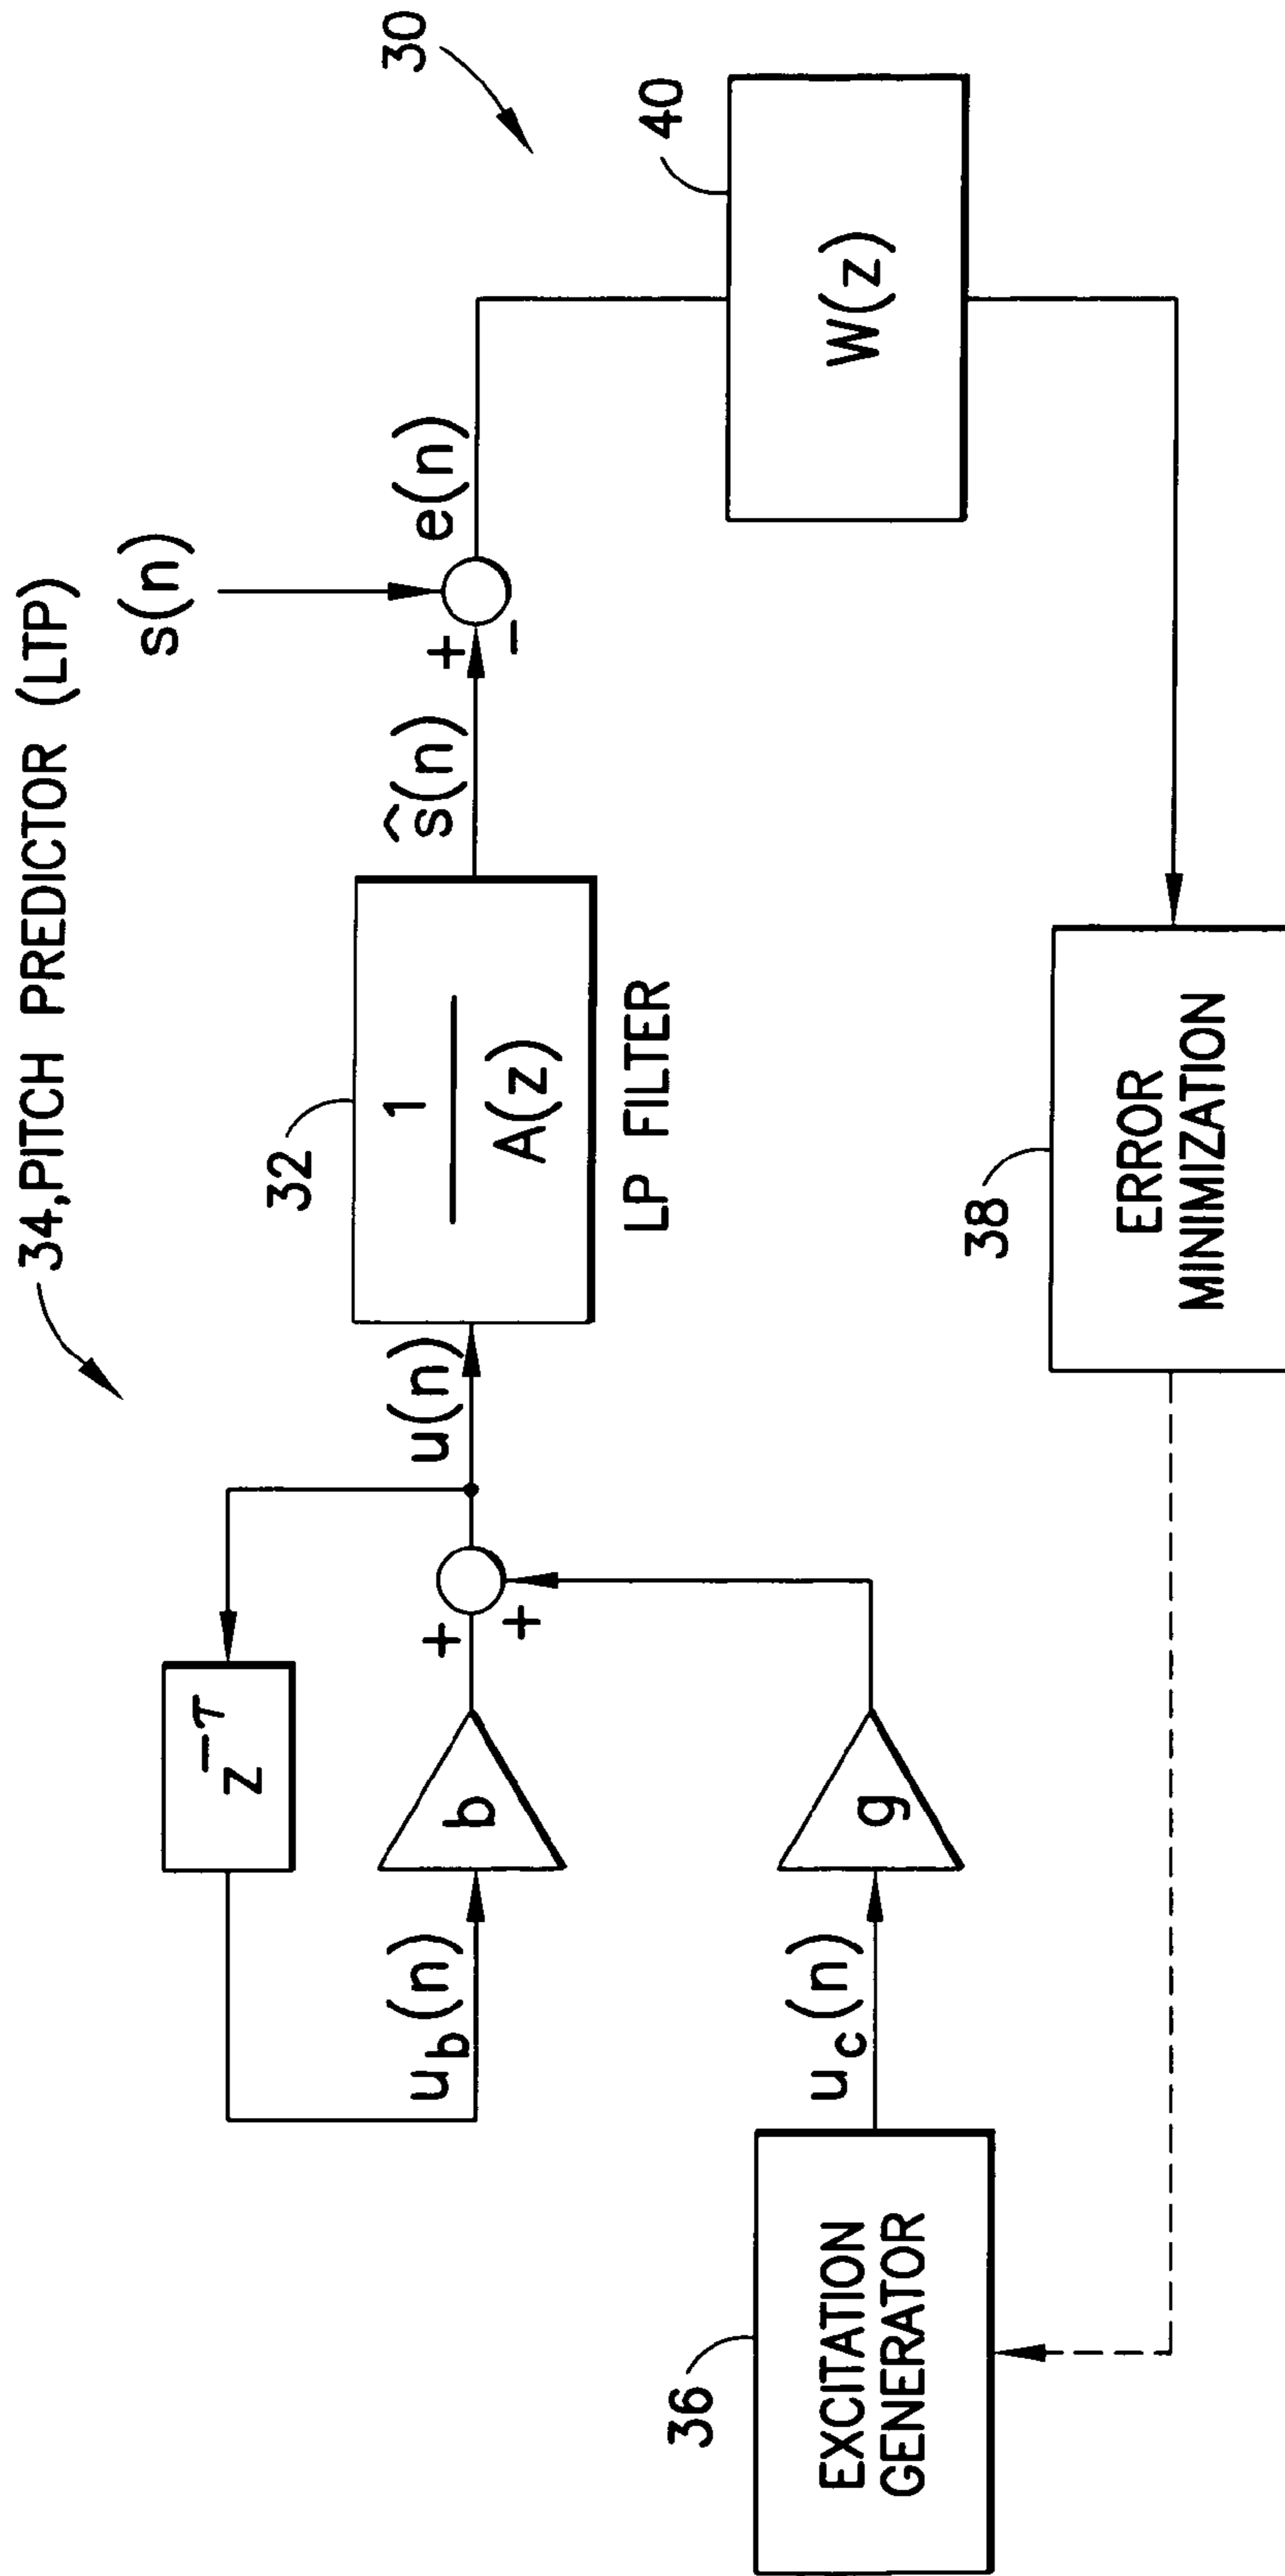 34,PITCH PREDICTOR (LTP)
s(n)
30
z^-τ
u_b(n)
b
+
+
u(n)
32
1
A(z)
LP FILTER
ŝ(n)
+
-
e(n)
40
W(z)
u_c(n)
g
36
EXCITATION
GENERATOR
38
ERROR
MINIMIZATION